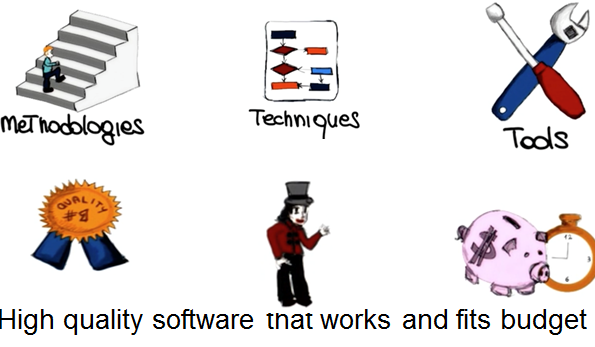 MeThodologies
Techniques
Tools
QUALITY
High quality software that works and fits budget